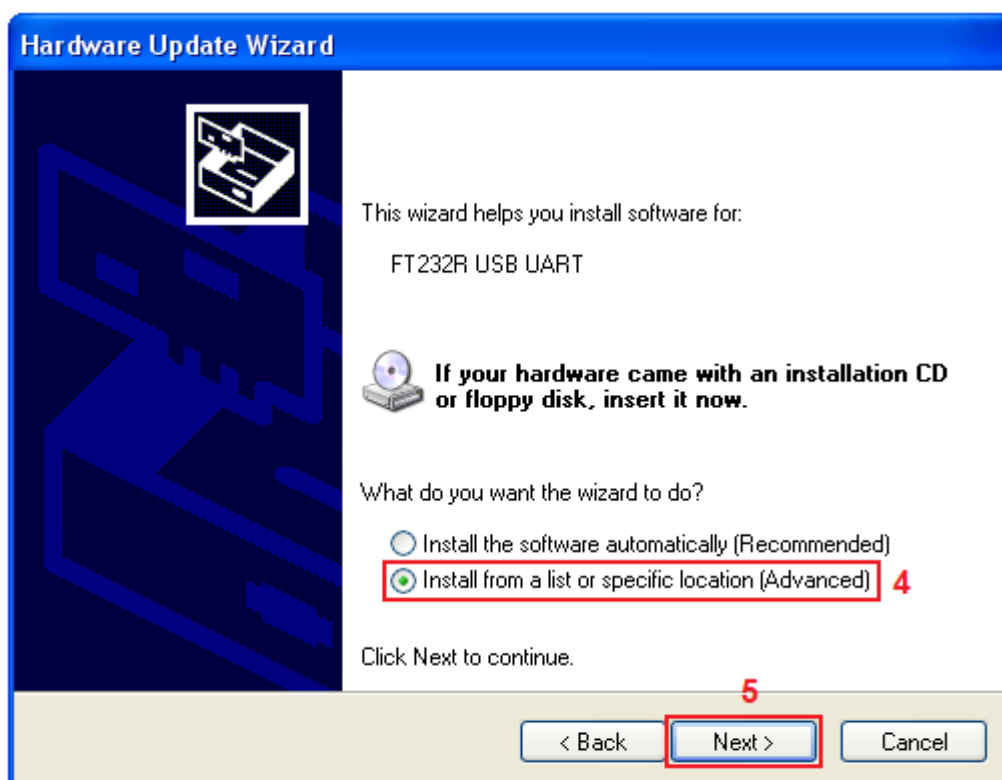 Hardware Update Wizard
This wizard helps you install software for:
FT232R USB UART
If your hardware came with an installation CD
or floppy disk, insert it now.
What do you want the wizard to do?
Install the software automatically (Recommended)
Install from a list or specific location (Advanced) 4
Click Next to continue.
5
< Back Next > Cancel